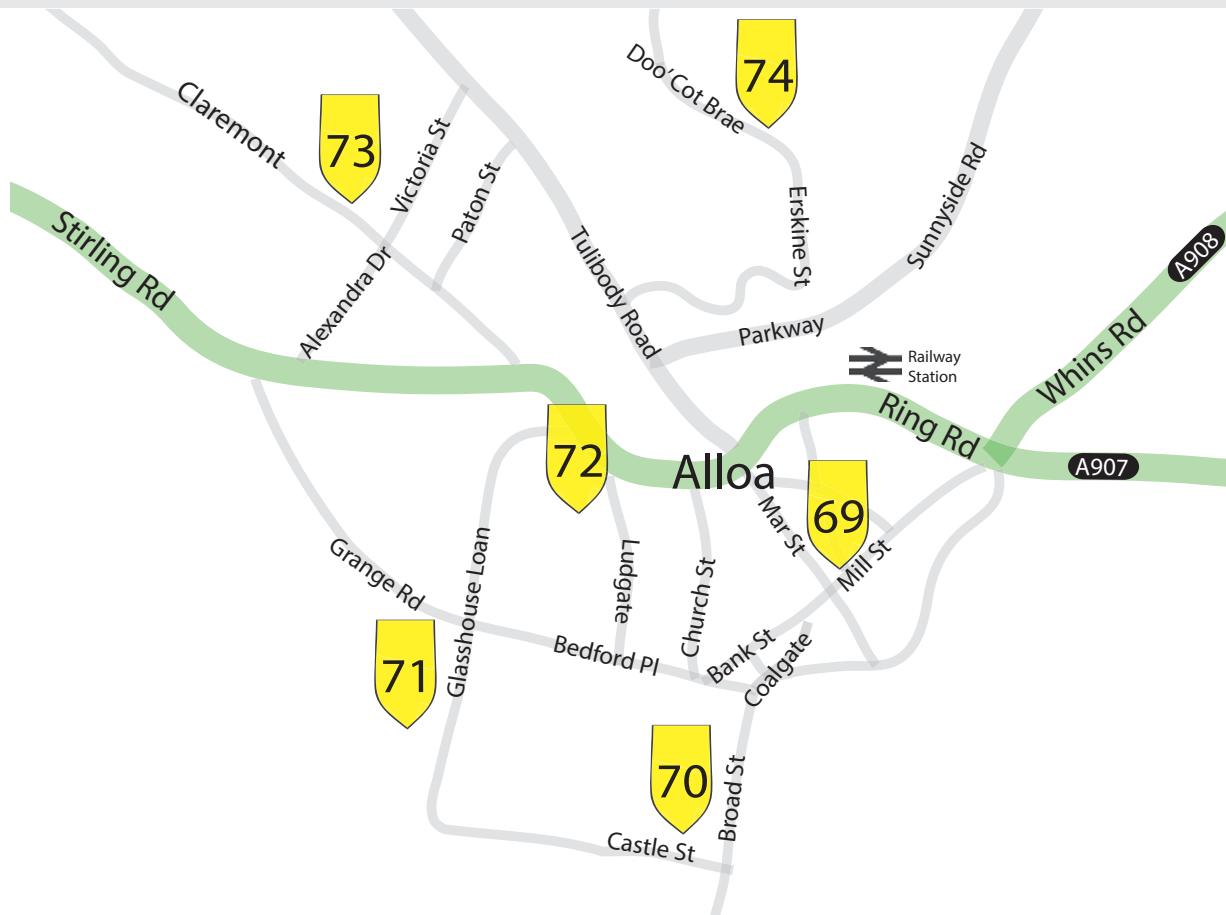 74
Doo'Cot Brae
Claremont
73
Victoria St
Paton St
Sunnyside Rd
Erskine St
Stirling Rd
Alexandra Dr
Tulibody Road
A908
Parkway
Railway
Station
Whins Rd
Ring Rd
72
Alloa
A907
69
Mar St
Mill St
Grange Rd
Glasshouse Loan
Ludgate
Church St
Bedford Pl
Bank St
Coalgate
71
70
Broad St
Castle St